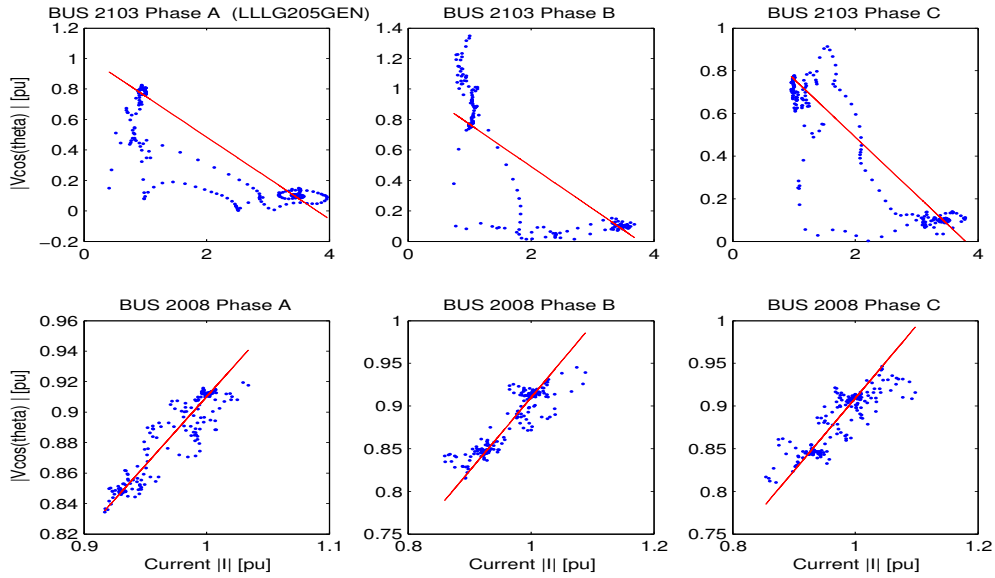 BUS 2103 Phase A (LLLG205GEN)
BUS 2103 Phase B
BUS 2103 Phase C
|Vcos(theta) | [pu]
1.2
1
0.8
0.6
0.4
0.2
0
−0.2
0 2 4
1.4
1.2
1
0.8
0.6
0.4
0.2
0
0 2 4
1
0.8
0.6
0.4
0.2
0
0 2 4
BUS 2008 Phase A
BUS 2008 Phase B
BUS 2008 Phase C
|Vcos(theta) | [pu]
0.96
0.94
0.92
0.9
0.88
0.86
0.84
0.82
0.9 1 1.1
Current |I| [pu]
1
0.95
0.9
0.85
0.8
0.75
0.8 1 1.2
Current |I| [pu]
1
0.95
0.9
0.85
0.8
0.75
0.8 1 1.2
Current |I| [pu]